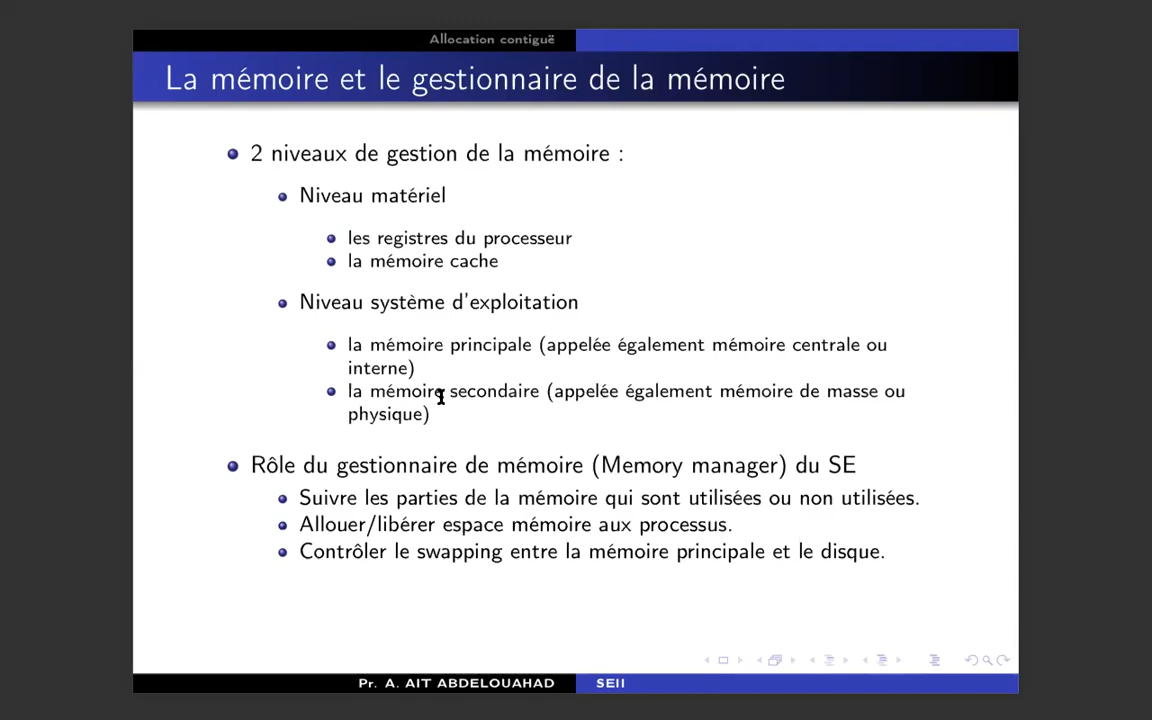 Allocation contiguë
La mémoire et le gestionnaire de la mémoire
2 niveaux de gestion de la mémoire :
Niveau matériel
les registres du processeur
la mémoire cache
Niveau système d'exploitation
la mémoire principale (appelée également mémoire centrale ou
interne)
la mémoire secondaire (appelée également mémoire de masse ou
physique)
Rôle du gestionnaire de mémoire (Memory manager) du SE
Suivre les parties de la mémoire qui sont utilisées ou non utilisées.
Allouer/libérer espace mémoire aux processus.
Contrôler le swapping entre la mémoire principale et le disque.
Pr. A. AIT ABDELOUAHAD SEII